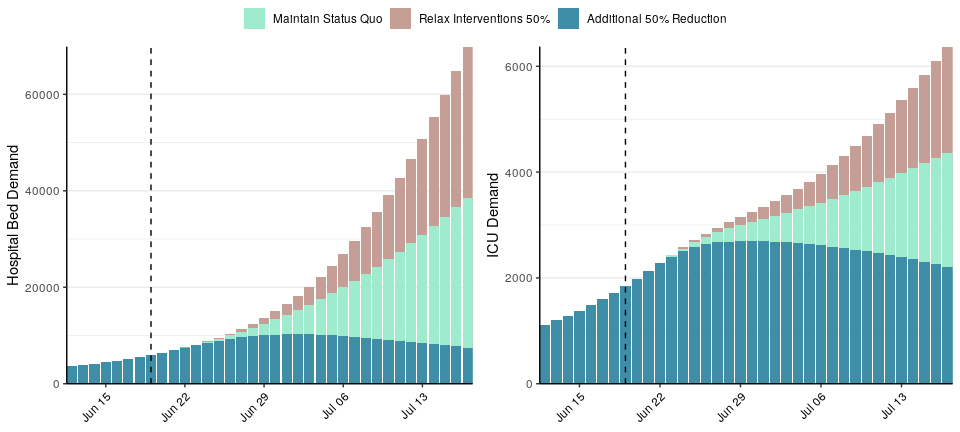 Maintain Status Quo Relax Interventions 50% Additional 50% Reduction
Hospital Bed Demand
60000
40000
20000
0
Jun 15 Jun 22 Jun 29 Jul 06 Jul 13
ICU Demand
6000
4000
2000
0
Jun 15 Jun 22 Jun 29 Jul 06 Jul 13